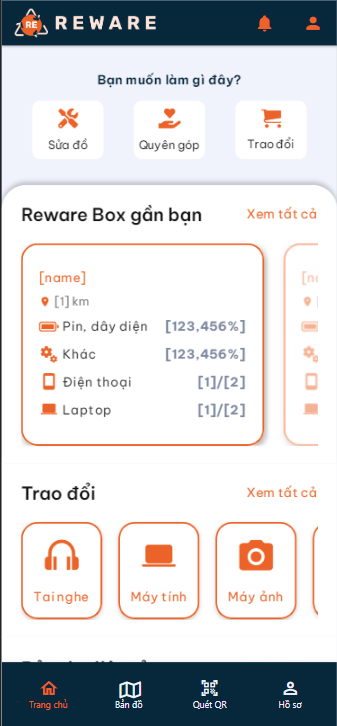 RE REWARE
Bạn muốn làm gì đây?
Sửa đồ Quyên góp Trao đổi
Reware Box gần bạn Xem tất cả
[name]
[1] km
Pin, dây điện [123,456%]
Khác [123,456%]
Điện thoại [1]/[2]
Laptop [1]/[2]
Trao đổi Xem tất cả
Tai nghe Máy tính Máy ảnh
Trang chủ Bản đồ Quét QR Hồ sơ